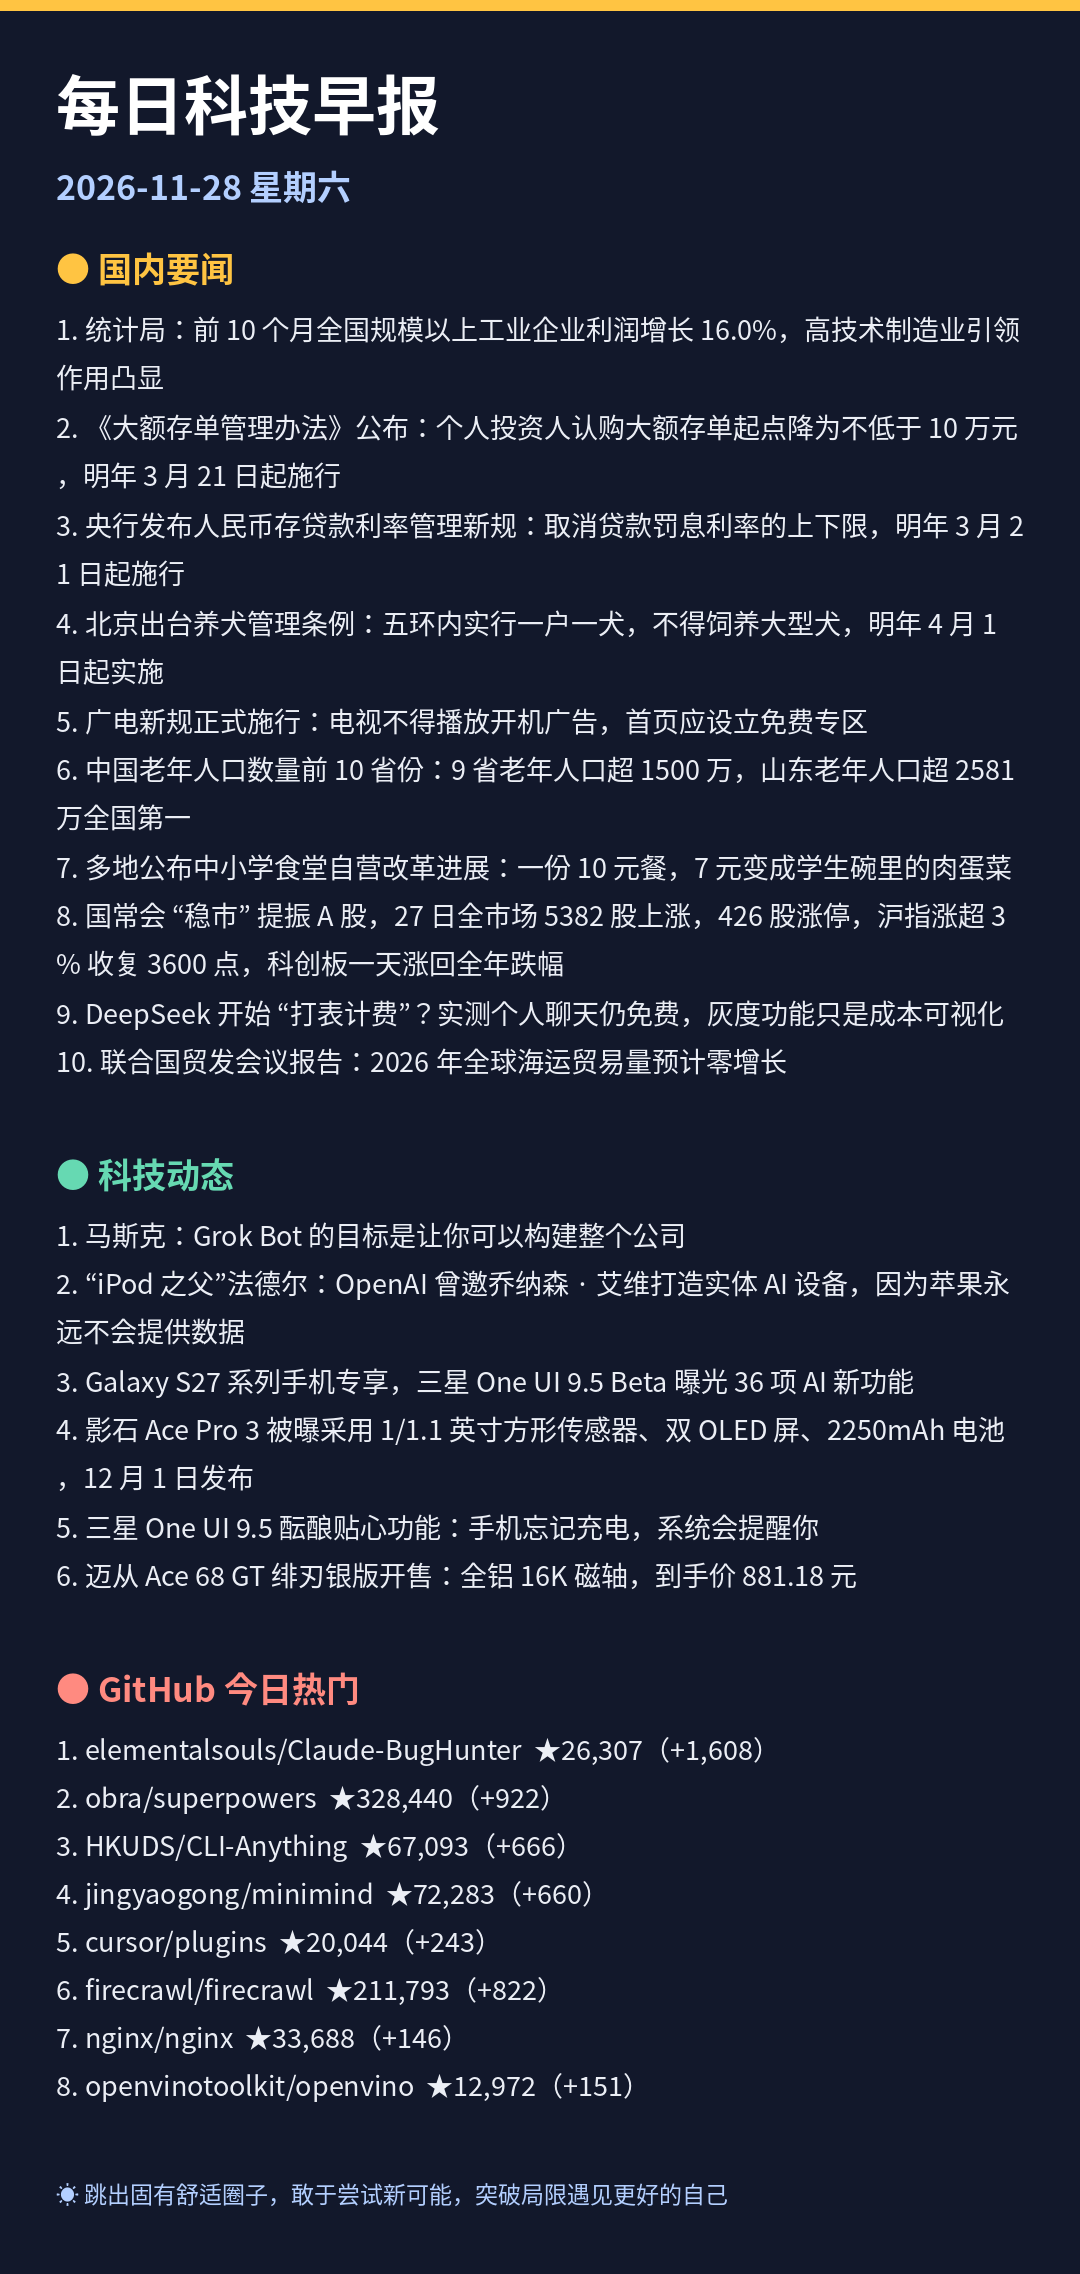 每日科技早报
2026-11-28 星期六
● 国内要闻
1. 统计局：前 10 个月全国规模以上工业企业利润增长 16.0%，高技术制造业引领
作用凸显
2. 《大额存单管理办法》公布：个人投资人认购大额存单起点降为不低于 10 万元
，明年 3 月 21 日起施行
3. 央行发布人民币存贷款利率管理新规：取消贷款罚息利率的上下限，明年 3 月 2
1 日起施行
4. 北京出台养犬管理条例：五环内实行一户一犬，不得饲养大型犬，明年 4 月 1
日起实施
5. 广电新规正式施行：电视不得播放开机广告，首页应设立免费专区
6. 中国老年人口数量前 10 省份：9 省老年人口超 1500 万，山东老年人口超 2581
万全国第一
7. 多地公布中小学食堂自营改革进展：一份 10 元餐，7 元变成学生碗里的肉蛋菜
8. 国常会 “稳市” 提振 A 股，27 日全市场 5382 股上涨，426 股涨停，沪指涨超 3
% 收复 3600 点，科创板一天涨回全年跌幅
9. DeepSeek 开始 “打表计费”？实测个人聊天仍免费，灰度功能只是成本可视化
10. 联合国贸发会议报告：2026 年全球海运贸易量预计零增长
● 科技动态
1. 马斯克：Grok Bot 的目标是让你可以构建整个公司
2. “iPod 之父”法德尔：OpenAI 曾邀乔纳森 · 艾维打造实体 AI 设备，因为苹果永
远不会提供数据
3. Galaxy S27 系列手机专享，三星 One UI 9.5 Beta 曝光 36 项 AI 新功能
4. 影石 Ace Pro 3 被曝采用 1/1.1 英寸方形传感器、双 OLED 屏、2250mAh 电池
，12 月 1 日发布
5. 三星 One UI 9.5 酝酿贴心功能：手机忘记充电，系统会提醒你
6. 迈从 Ace 68 GT 绯刃银版开售：全铝 16K 磁轴，到手价 881.18 元
● GitHub 今日热门
1. elementalsouls/Claude-BugHunter ★26,307（+1,608）
2. obra/superpowers ★328,440（+922）
3. HKUDS/CLI-Anything ★67,093（+666）
4. jingyaogong/minimind ★72,283（+660）
5. cursor/plugins ★20,044（+243）
6. firecrawl/firecrawl ★211,793（+822）
7. nginx/nginx ★33,688（+146）
8. openvinotoolkit/openvino ★12,972（+151）
☀ 跳出固有舒适圈子，敢于尝试新可能，突破局限遇见更好的自己